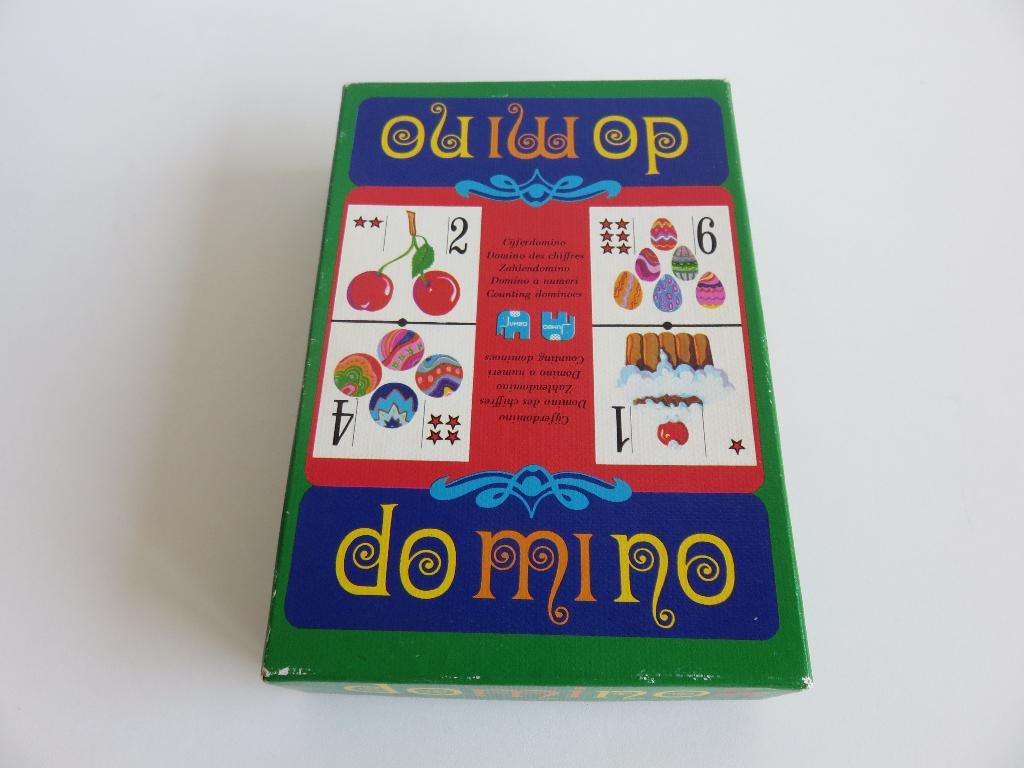 domino
2
6
Cijferdomino
Domino des chiffres
Zahlendomino
Domino a numeri
Counting dominoes
JUMBO JUMBO
Counting dominoes
Domino a numeri
Zahlendomino
Domino des chiffres
Cijferdomino
4
1
domino
domino